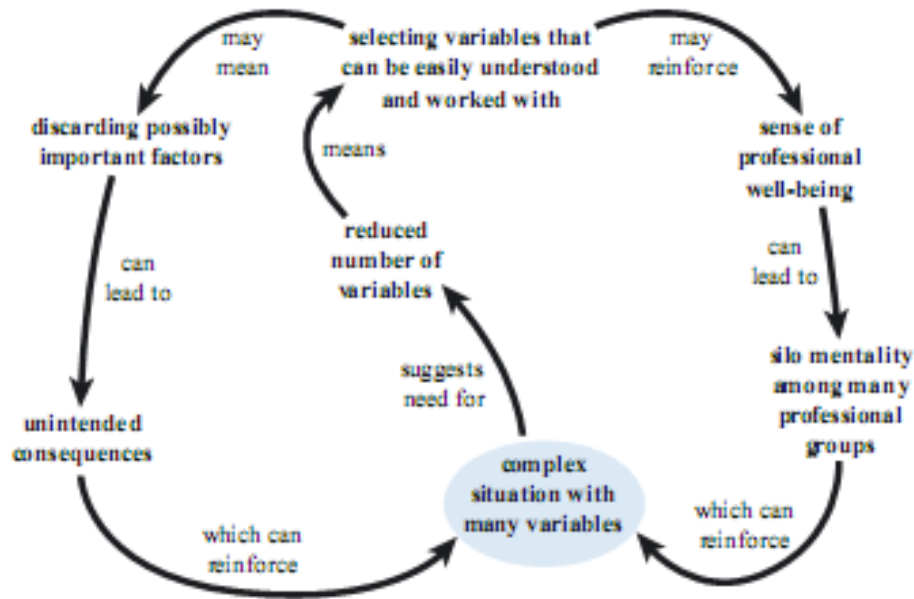 may
mean
selecting variables that
can be easily understood
and worked with
may
reinforce
discarding possibly
important factors
means
sense of
professional
well-being
reduced
number of
variables
can
lead to
can
lead to
suggests
need for
silo mentality
among many
professional
groups
unintended
consequences
complex
situation with
many variables
which can
reinforce
which can
reinforce